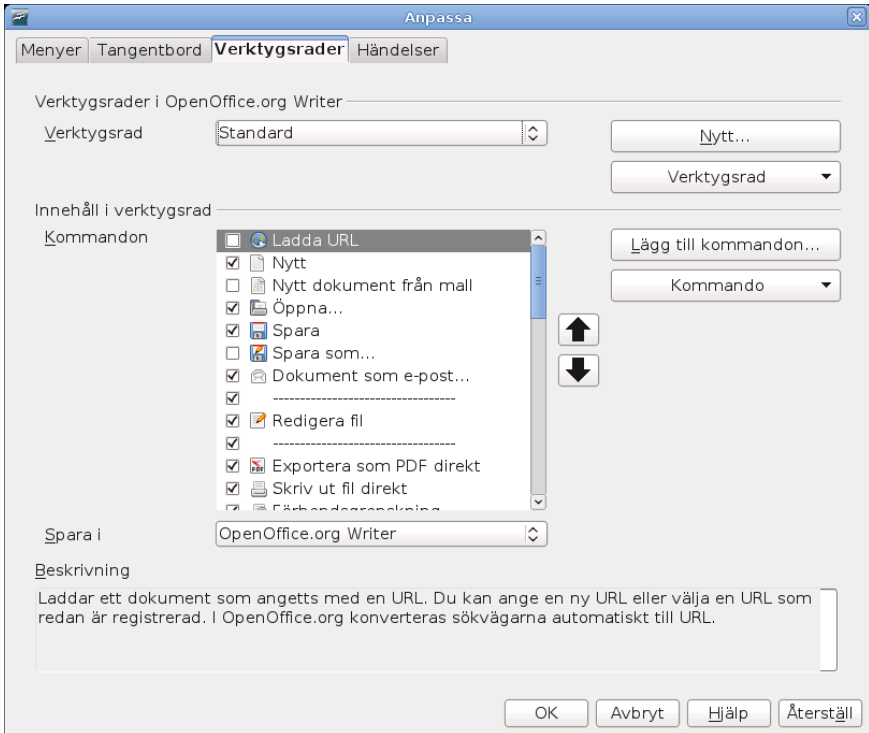 Anpassa
Menyer Tangentbord Verktygsrader Händelser
Verktygsrader i OpenOffice.org Writer
Verktygsrad Standard Nytt...
Verktygsrad
Innehåll i verktygsrad
Kommandon Ladda URL Lägg till kommandon...
Nytt
Nytt dokument från mall Kommando
Öppna...
Spara
Spara som...
Dokument som e-post...
----------------------------------
Redigera fil
----------------------------------
Exportera som PDF direkt
Skriv ut fil direkt
Förhandsgranskning
Spara i OpenOffice.org Writer
Beskrivning
Laddar ett dokument som angetts med en URL. Du kan ange en ny URL eller välja en URL som
redan är registrerad. I OpenOffice.org konverteras sökvägarna automatiskt till URL.
OK Avbryt Hjälp Återställ